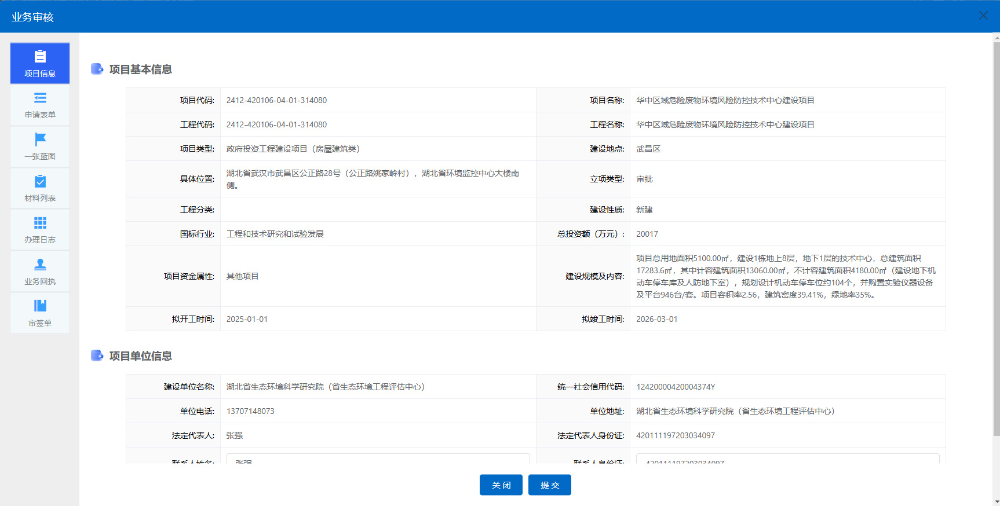 业务审核
项目信息
申请表单
一张蓝图
材料列表
办理日志
业务回执
审签单
项目基本信息
项目代码: 2412-420106-04-01-314080 项目名称: 华中区域危险废物环境风险防控技术中心建设项目
工程代码: 2412-420106-04-01-314080 工程名称: 华中区域危险废物环境风险防控技术中心建设项目
项目类型: 政府投资工程建设项目（房屋建筑类） 建设地点: 武昌区
具体位置: 湖北省武汉市武昌区公正路28号（公正路姚家岭村），湖北省环境监控中心大楼南
侧。
立项类型: 审批
工程分类: 建设性质: 新建
国标行业: 工程和技术研究和试验发展 总投资额（万元）: 20017
项目资金属性: 其他项目 建设规模及内容:
项目总用地面积5100.00㎡，建设1栋地上8层，地下1层的技术中心，总建筑面积
17283.6㎡，其中计容建筑面积13060.00㎡，不计容建筑面积4180.00㎡（建设地下机
动车停车库及人防地下室），规划设计机动车停车位约104个，并购置实验仪器设备
及平台946台/套。项目容积率2.56，建筑密度39.41%，绿地率35%。
拟开工时间: 2025-01-01 拟竣工时间: 2026-03-01
项目单位信息
建设单位名称: 湖北省生态环境科学研究院（省生态环境工程评估中心） 统一社会信用代码: 12420000420004374Y
单位电话: 13707148073 单位地址: 湖北省生态环境科学研究院（省生态环境工程评估中心）
法定代表人: 张强 法定代表人身份证: 420111197203034097
联系人姓名: 张强 联系人身份证: 420111197203034097
关闭 提交